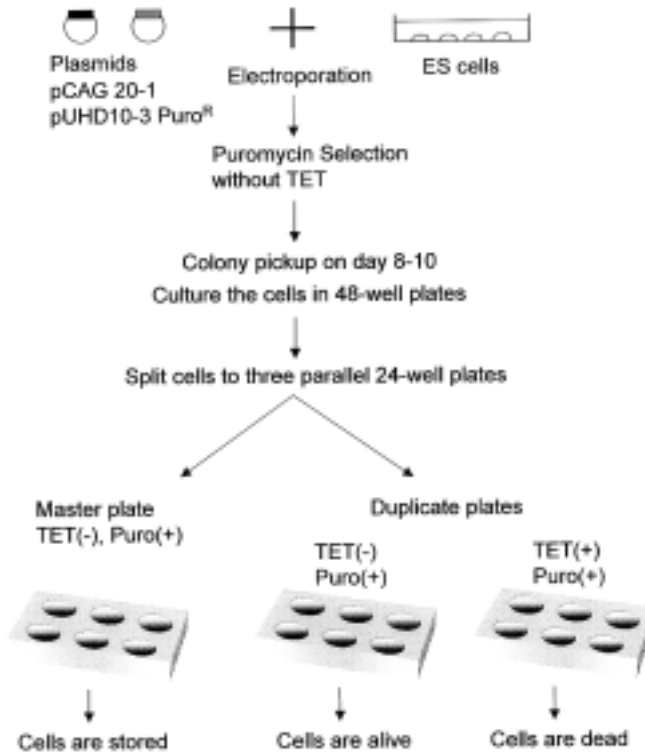 Plasmids
pCAG 20-1
pUHD10-3 Puro^R
Electroporation
ES cells
Puromycin Selection
without TET
Colony pickup on day 8-10
Culture the cells in 48-well plates
Split cells to three parallel 24-well plates
Master plate
TET(-), Puro(+)
Duplicate plates
TET(-)
Puro(+)
TET(+)
Puro(+)
Cells are stored
Cells are alive
Cells are dead